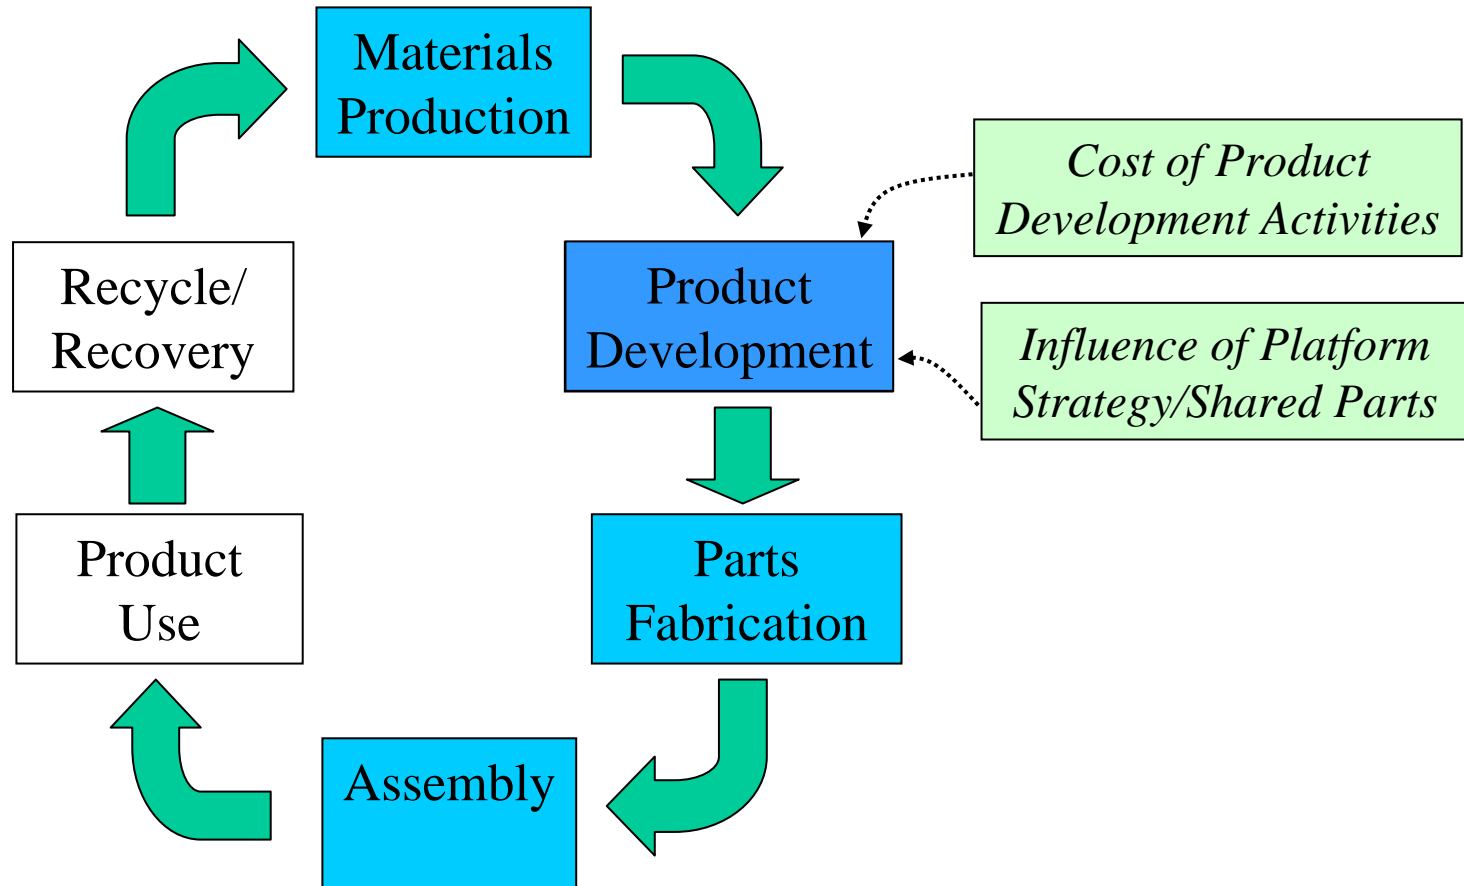 Materials
Production
Cost of Product
Development Activities
Recycle/
Recovery
Product
Development
Influence of Platform
Strategy/Shared Parts
Product
Use
Parts
Fabrication
Assembly